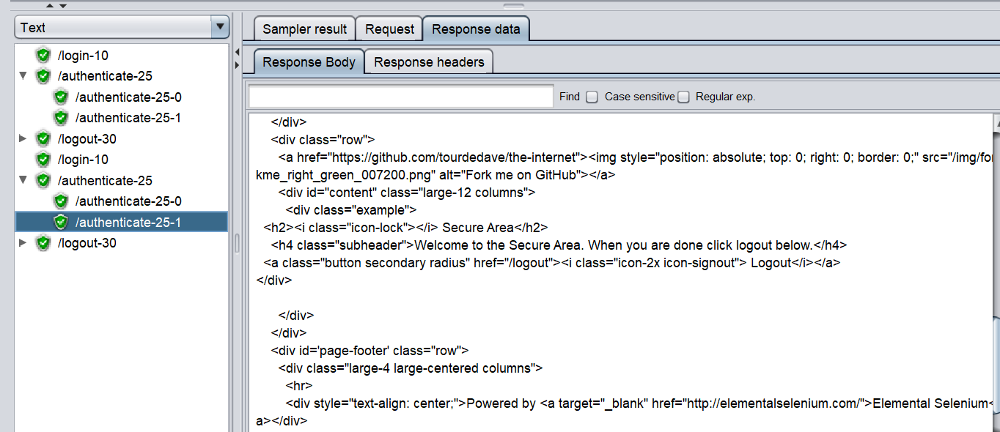 Text
/login-10
/authenticate-25
/authenticate-25-0
/authenticate-25-1
/logout-30
/login-10
/authenticate-25
/authenticate-25-0
/authenticate-25-1
/logout-30
Sampler result Request Response data
Response Body Response headers
Find Case sensitive Regular exp.
</div>
<div class="row">
<a href="https://github.com/tourdedave/the-internet"><img style="position: absolute; top: 0; right: 0; border: 0;" src="/img/for
kme_right_green_007200.png" alt="Fork me on GitHub"></a>
<div id="content" class="large-12 columns">
<div class="example">
<h2><i class="icon-lock"></i> Secure Area</h2>
<h4 class="subheader">Welcome to the Secure Area. When you are done click logout below.</h4>
<a class="button secondary radius" href="/logout"><i class="icon-2x icon-signout"> Logout</i></a>
</div>
</div>
</div>
<div id='page-footer' class="row">
<div class="large-4 large-centered columns">
<hr>
<div style="text-align: center;">Powered by <a target="_blank" href="http://elementalselenium.com/">Elemental Selenium<
a></div>